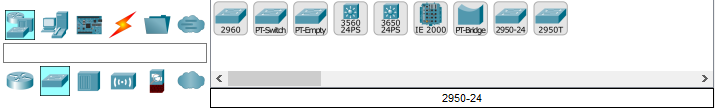 2960
PT-Switch
PT-Empty
3560
24PS
3650
24PS
IE 2000
PT-Bridge
2950-24
2950T
2950-24